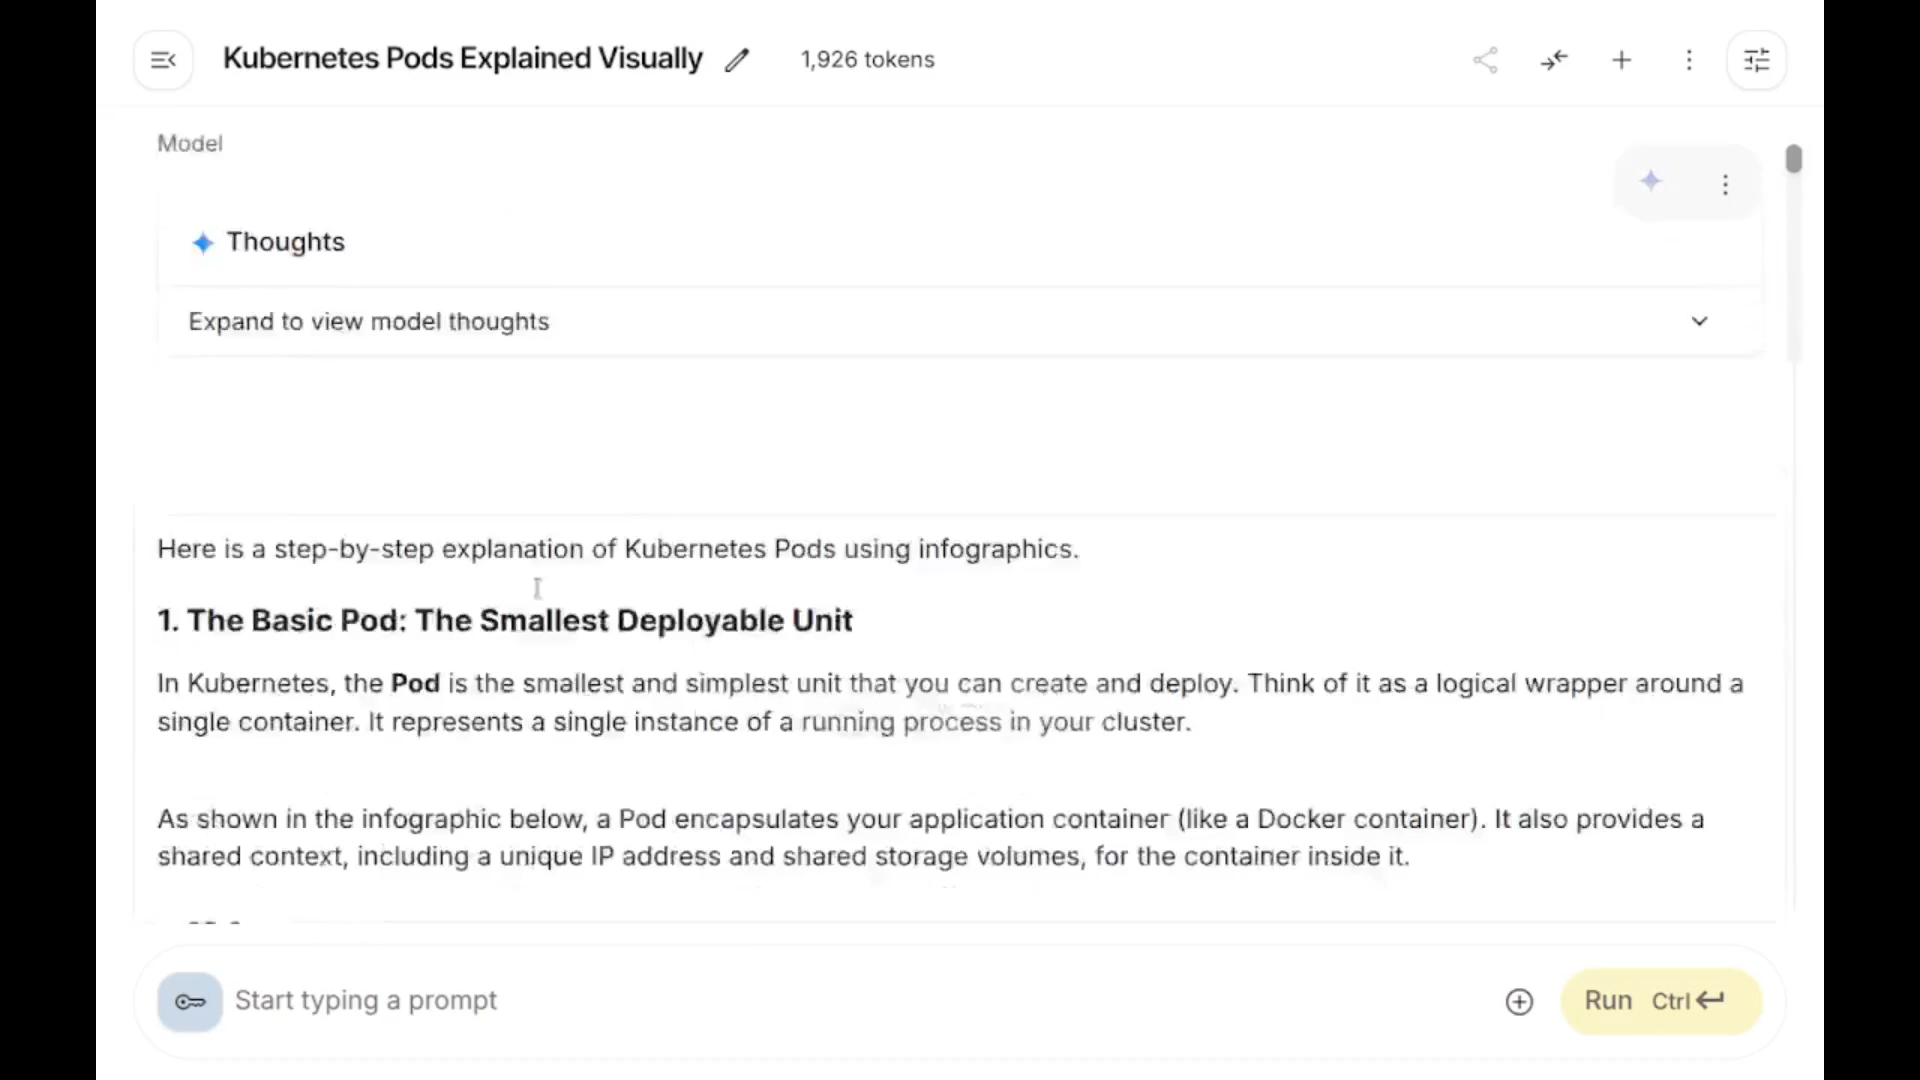 Kubernetes Pods Explained Visually
1,926 tokens
Model
Thoughts
Expand to view model thoughts
Here is a step-by-step explanation of Kubernetes Pods using infographics.
1. The Basic Pod: The Smallest Deployable Unit
In Kubernetes, the Pod is the smallest and simplest unit that you can create and deploy. Think of it as a logical wrapper around a
single container. It represents a single instance of a running process in your cluster.
As shown in the infographic below, a Pod encapsulates your application container (like a Docker container). It also provides a
shared context, including a unique IP address and shared storage volumes, for the container inside it.
Start typing a prompt
Run Ctrl